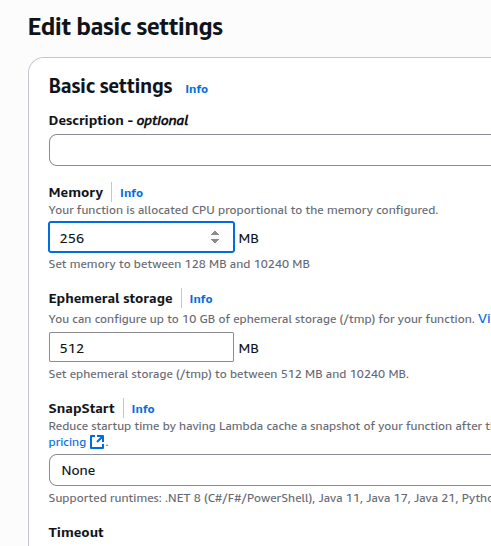 Edit basic settings
Basic settings Info
Description - optional
Memory Info
Your function is allocated CPU proportional to the memory configured.
256 MB
Set memory to between 128 MB and 10240 MB
Ephemeral storage Info
You can configure up to 10 GB of ephemeral storage (/tmp) for your function. Vi
512 MB
Set ephemeral storage (/tmp) to between 512 MB and 10240 MB.
SnapStart Info
Reduce startup time by having Lambda cache a snapshot of your function after t
pricing.
None
Supported runtimes: .NET 8 (C#/F#/PowerShell), Java 11, Java 17, Java 21, Pytho
Timeout